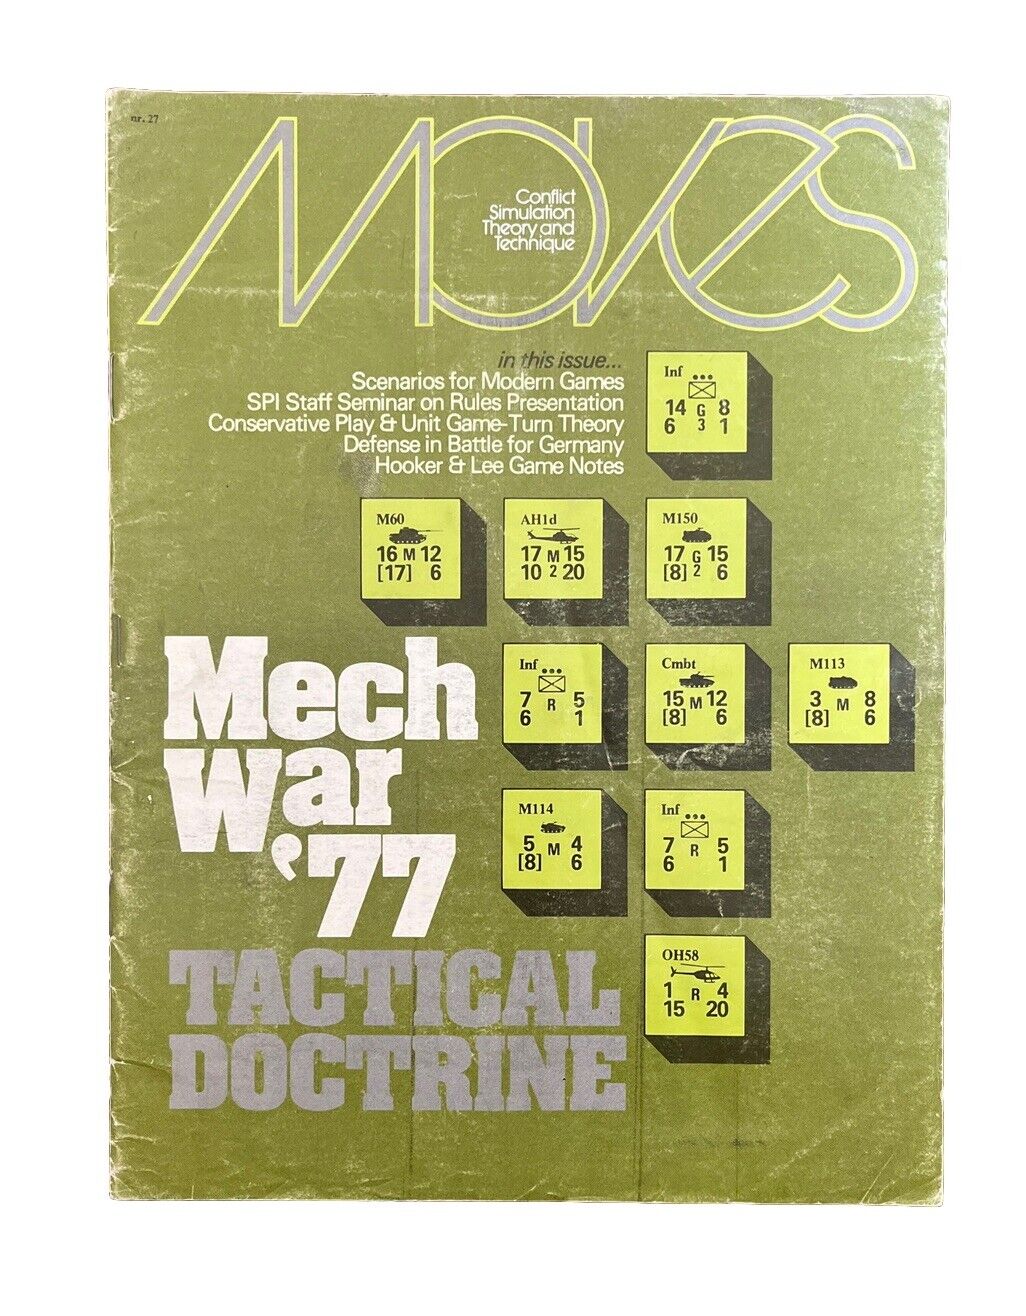 nr. 27
MOVES
Conflict
Simulation
Theory and
Technique
in this issue...
Scenarios for Modern Games
SPI Staff Seminar on Rules Presentation
Conservative Play & Unit Game-Turn Theory
Defense in Battle for Germany
Hooker & Lee Game Notes
Inf
14 G 8
6 3 1
M60
16 M 12
[17] 6
AH1d
17 M 15
10 2 20
M150
17 G 15
[8] 2 6
Mech
War
'77
Inf
7 R 5
6 1
Cmbt
15 M 12
[8] 6
M113
3 M 8
[8] 6
M114
5 M 4
[8] 6
Inf
7 R 5
6 1
TACTICAL
DOCTRINE
OH58
1 R 4
15 20